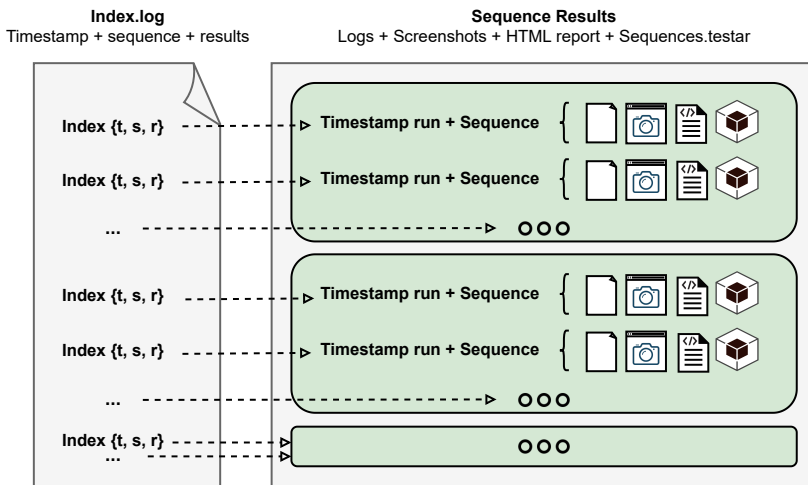 Index.log
Timestamp + sequence + results
Sequence Results
Logs + Screenshots + HTML report + Sequences.testar
Index {t, s, r}
Timestamp run + Sequence
</>
</>
Index {t, s, r}
Timestamp run + Sequence
</>
...
Index {t, s, r}
Timestamp run + Sequence
</>
Index {t, s, r}
Timestamp run + Sequence
</>
...
Index {t, s, r}
...